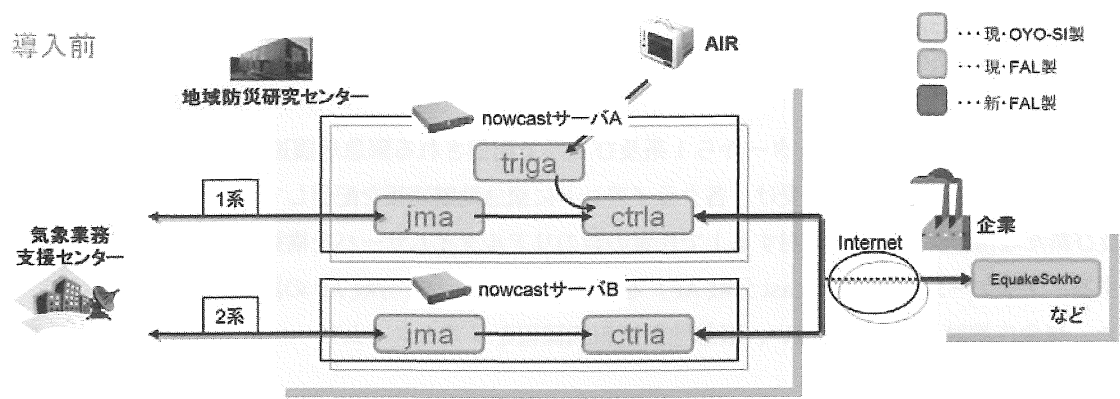 導入前
AIR
・・・現・OYO-SI製
・・・現・FAL製
・・・新・FAL製
地域防災研究センター
nowcastサーバA
triga
1系
jma
ctrla
気象業務
支援センター
企業
Internet
EquakeSokho
など
nowcastサーバB
2系
jma
ctrla